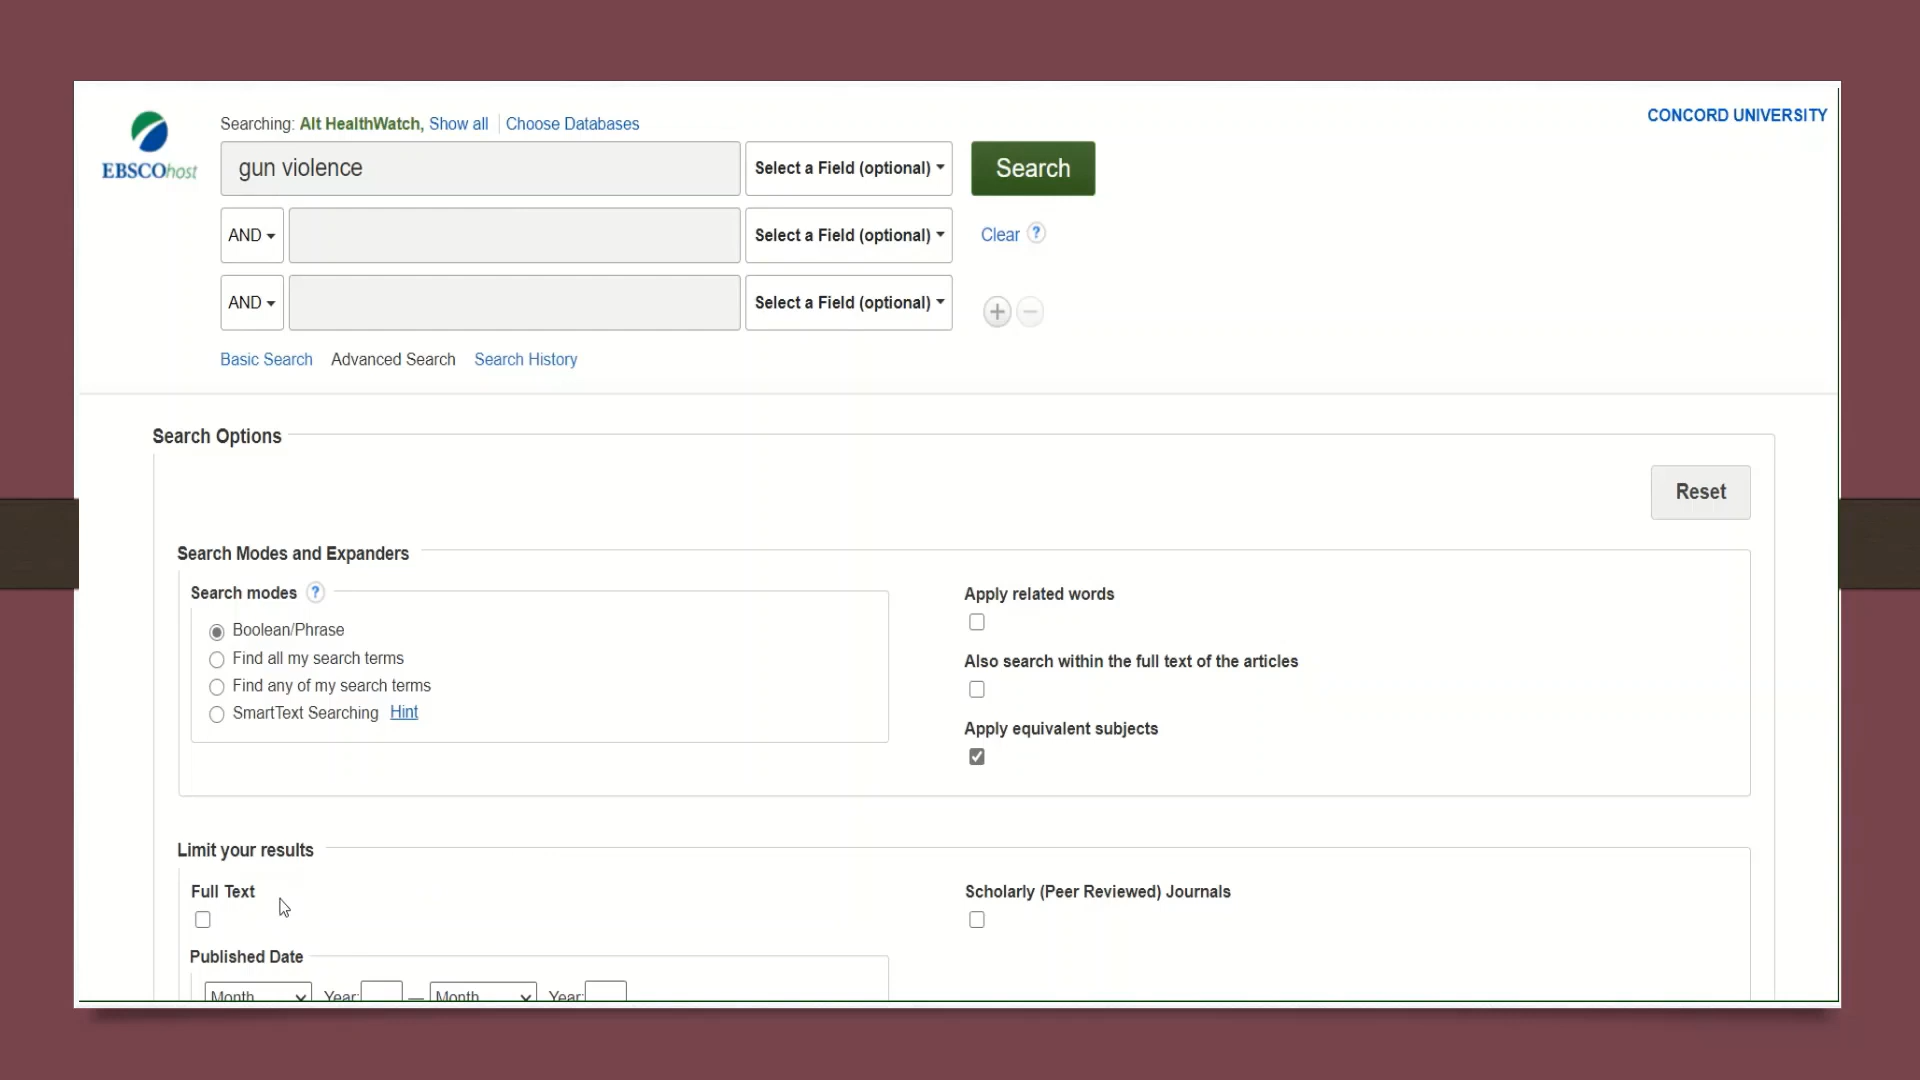 Searching: Alt HealthWatch, Show all Choose Databases
CONCORD UNIVERSITY
EBSCOhost
gun violence Select a Field (optional) Search
AND Select a Field (optional) Clear ?
AND Select a Field (optional) + −
Basic Search Advanced Search Search History
Search Options
Reset
Search Modes and Expanders
Search modes ?
Boolean/Phrase
Find all my search terms
Find any of my search terms
SmartText Searching Hint
Apply related words
Also search within the full text of the articles
Apply equivalent subjects
Limit your results
Full Text
Scholarly (Peer Reviewed) Journals
Published Date
Month Year: — Month Year: